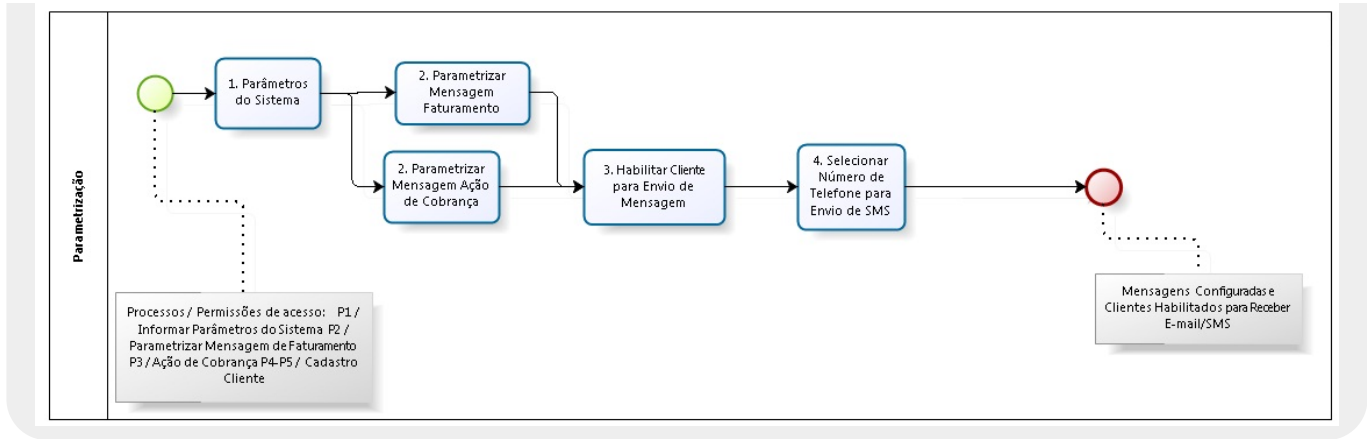 Parametrização
1. Parâmetros
do Sistema
2. Parametrizar
Mensagem
Faturamento
2. Parametrizar
Mensagem Ação
de Cobrança
3. Habilitar Cliente
para Envio de
Mensagem
4. Selecionar
Número de
Telefone para
Envio de SMS
Processos / Permissões de acesso: P1 /
Informar Parâmetros do Sistema P2 /
Parametrizar Mensagem de Faturamento
P3 / Ação de Cobrança P4-P5 / Cadastro
Cliente
Mensagens Configuradas e
Clientes Habilitados para Receber
E-mail/SMS